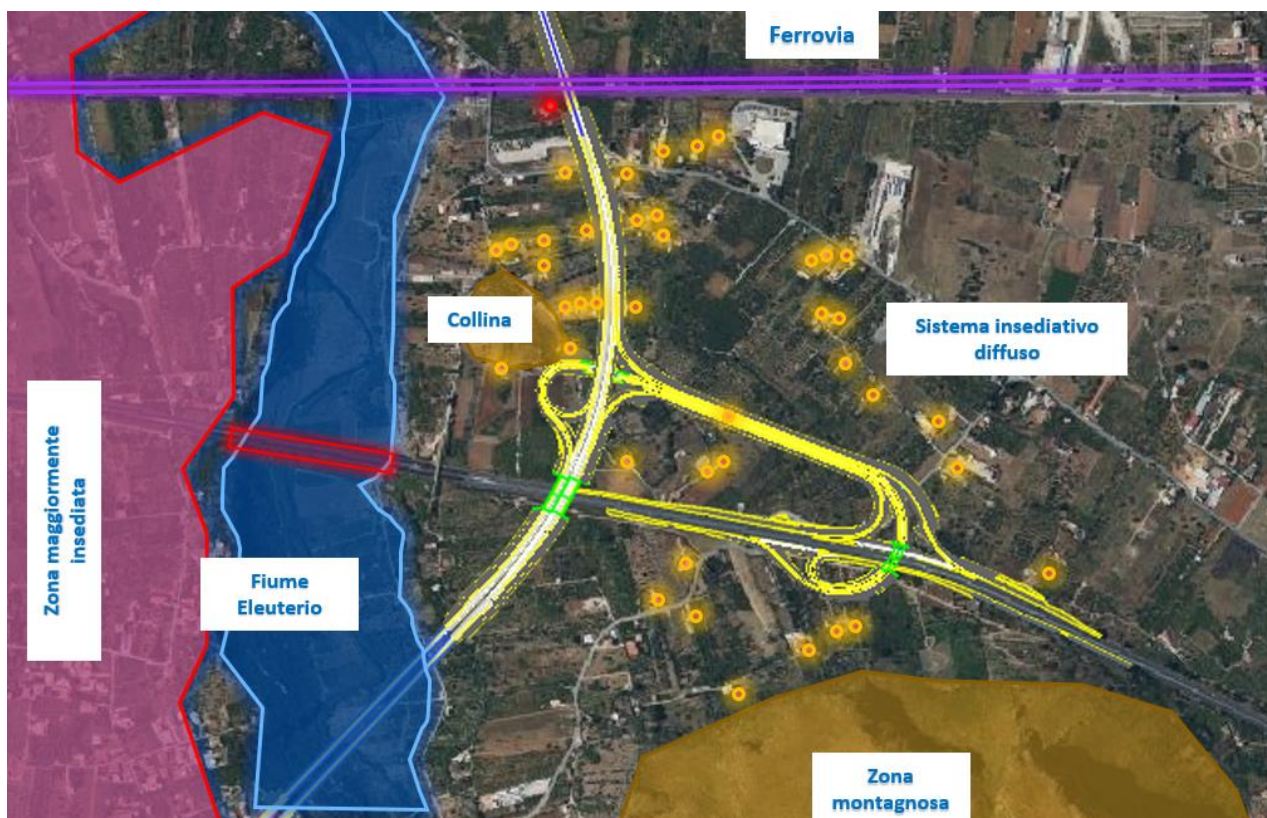 Ferrovia
Collina
Sistema insediativo
diffuso
Zona maggiormente
insediata
Fiume
Eleuterio
Zona
montagnosa